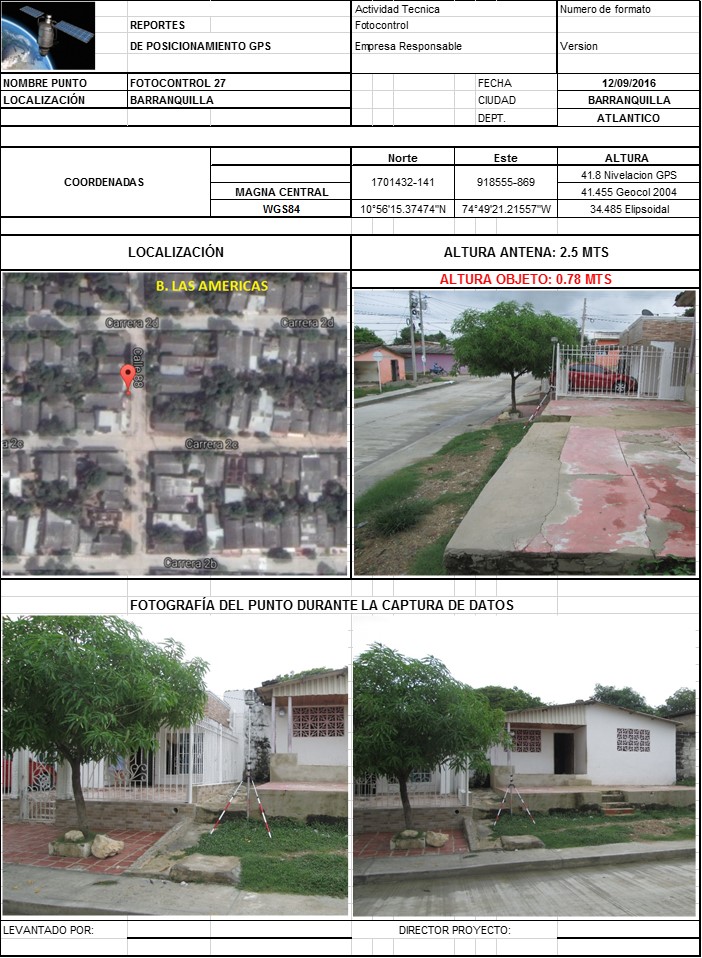 Actividad Tecnica
Numero de formato
REPORTES
Fotocontrol
DE POSICIONAMIENTO GPS
Empresa Responsable
Version
NOMBRE PUNTO
FOTOCONTROL 27
FECHA
12/09/2016
LOCALIZACIÓN
BARRANQUILLA
CIUDAD
BARRANQUILLA
DEPT.
ATLANTICO
COORDENADAS
Norte
Este
ALTURA
MAGNA CENTRAL
1701432-141
918555-869
41.8 Nivelacion GPS
41.455 Geocol 2004
WGS84
10°56'15.37474"N
74°49'21.21557"W
34.485 Elipsoidal
LOCALIZACIÓN
ALTURA ANTENA: 2.5 MTS
ALTURA OBJETO: 0.78 MTS
B. LAS AMERICAS
Carrera 2d
Carrera 2d
a 2c
Carrera 2c
Carrera 2b
FOTOGRAFÍA DEL PUNTO DURANTE LA CAPTURA DE DATOS
LEVANTADO POR:
DIRECTOR PROYECTO: